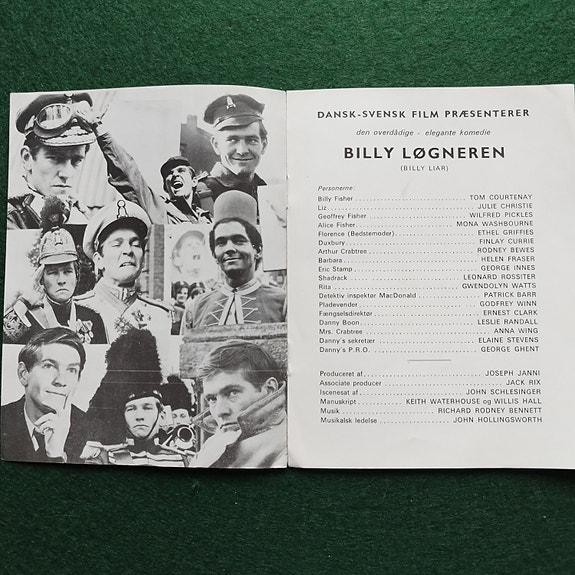 DANSK-SVENSK FILM PRÆSENTERER
den overdådige - elegante komedie
BILLY LØGNEREN
(BILLY LIAR)
Personerne:
Billy Fisher TOM COURTENAY
Liz JULIE CHRISTIE
Geoffrey Fisher WILFRED PICKLES
Alice Fisher MONA WASHBOURNE
Florence (Bedstemoder) ETHEL GRIFFIES
Duxbury FINLAY CURRIE
Arthur Crabtree RODNEY BEWES
Barbara HELEN FRASER
Eric Stamp GEORGE INNES
Shadrack LEONARD ROSSITER
Rita GWENDOLYN WATTS
Detektiv inspektør MacDonald PATRICK BARR
Pladevender GODFREY WINN
Fængselsdirektør ERNEST CLARK
Danny Boon LESLIE RANDALL
Mrs. Crabtree ANNA WING
Danny's sekretær ELAINE STEVENS
Danny's P.R.O. GEORGE GHENT
Produceret af JOSEPH JANNI
Associate producer JACK RIX
Iscenesat af JOHN SCHLESINGER
Manuskript KEITH WATERHOUSE og WILLIS HALL
Musik RICHARD RODNEY BENNETT
Musikalsk ledelse JOHN HOLLINGSWORTH